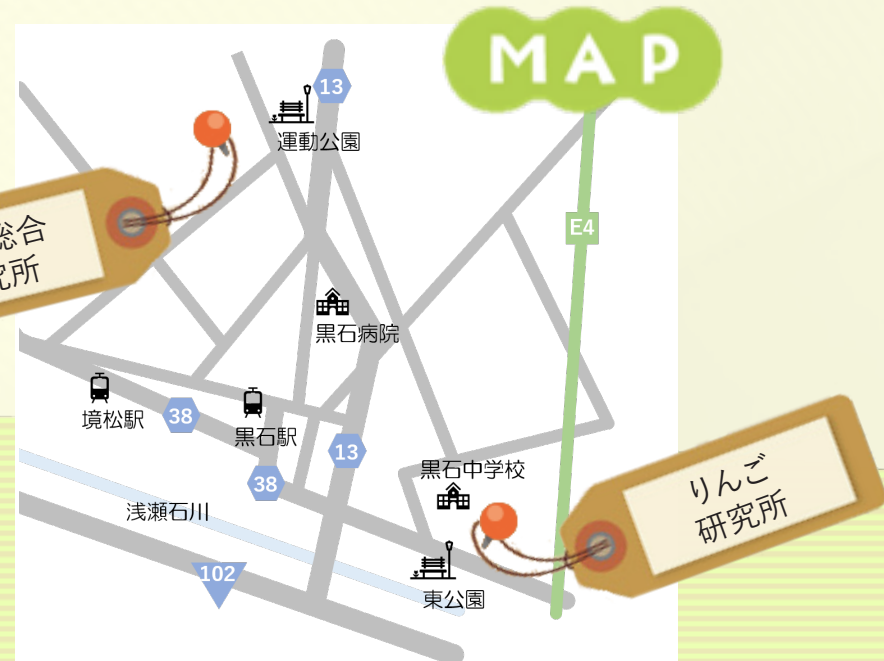 MAP
13
運動公園
総合
究所
E4
黒石病院
境松駅
38
黒石駅
13
38
黒石中学校
りんご
研究所
浅瀬石川
102
東公園